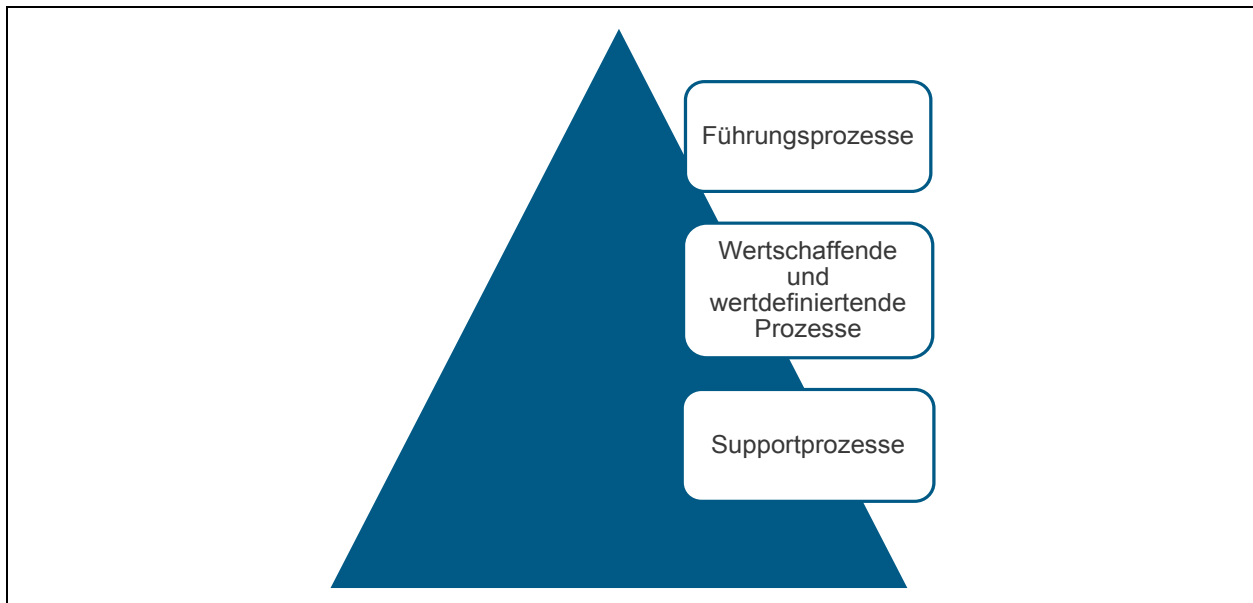 Führungsprozesse
Wertschaffende
und
wertdefiniertende
Prozesse
Supportprozesse